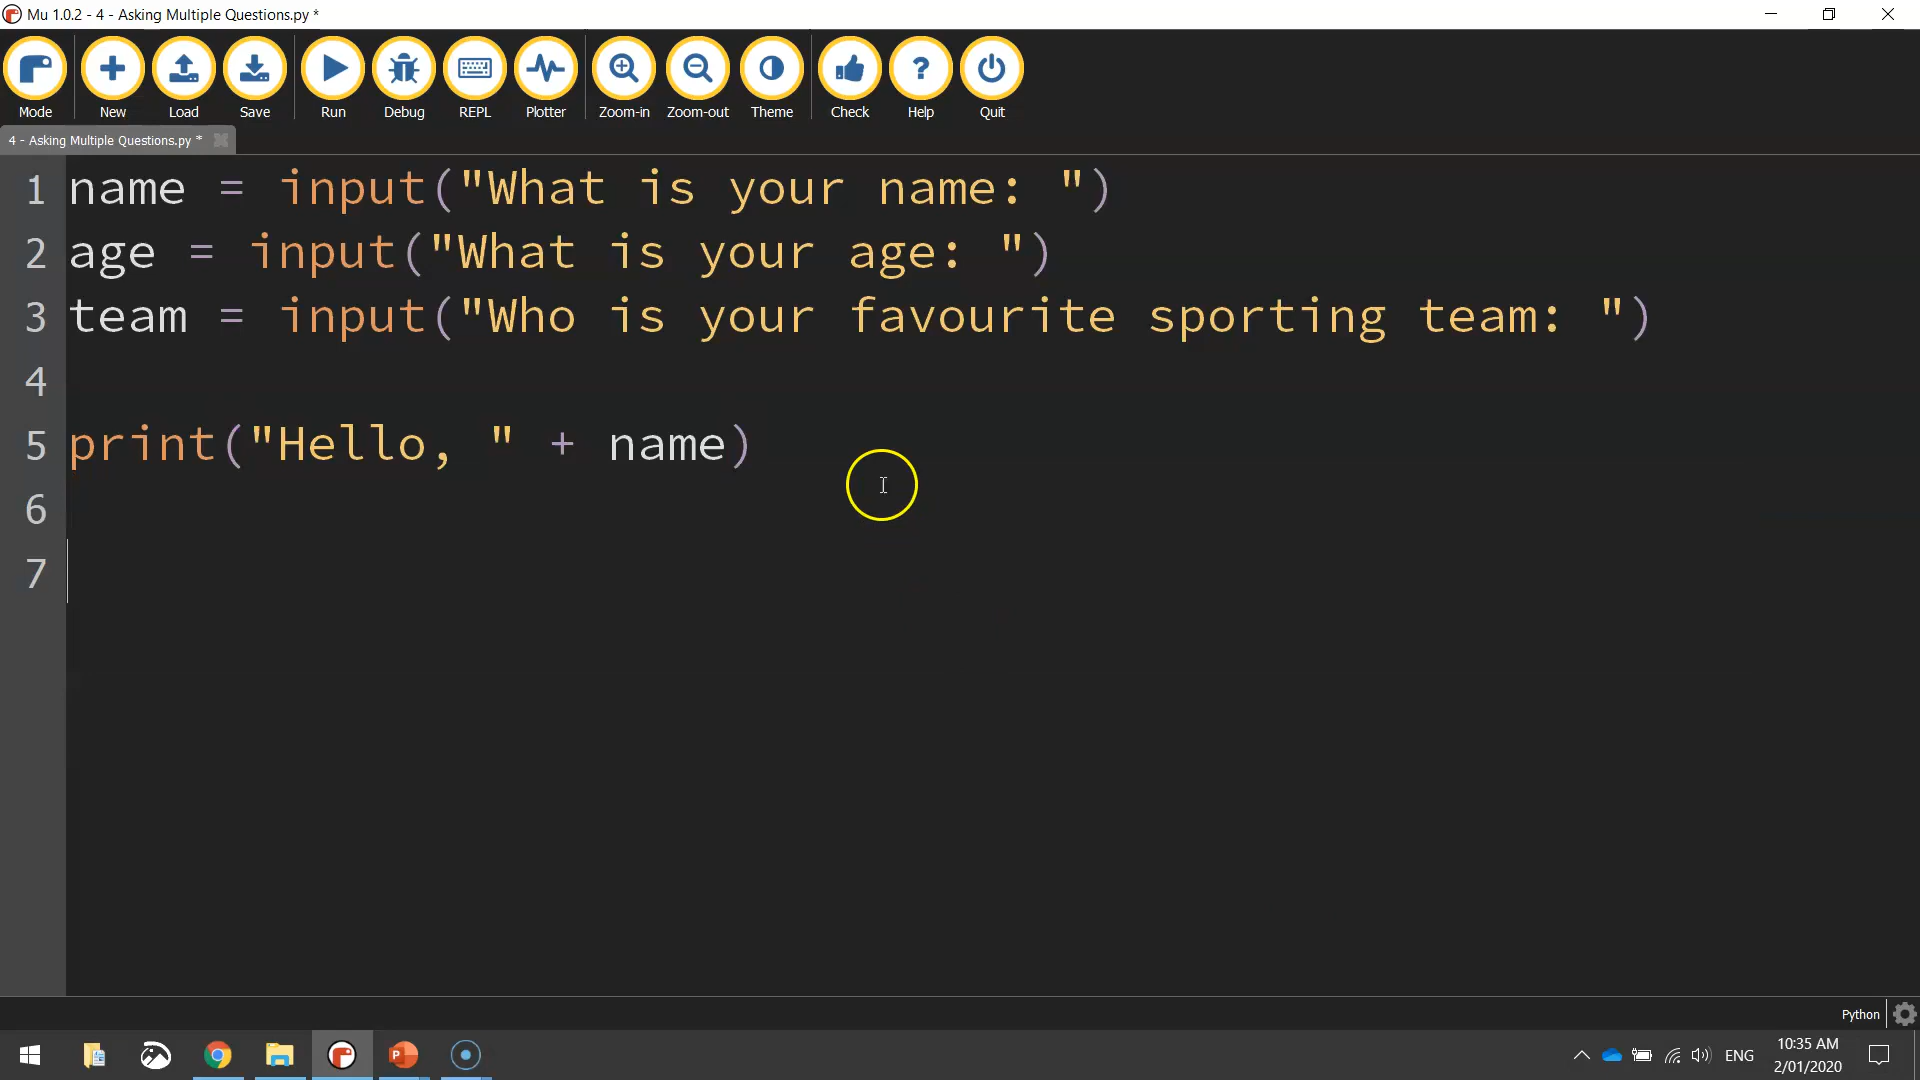 Mu 1.0.2 - 4 - Asking Multiple Questions.py *
Mode New Load Save Run Debug REPL Plotter Zoom-in Zoom-out Theme Check Help Quit
4 - Asking Multiple Questions.py *
1 name = input("What is your name: ")
2 age = input("What is your age: ")
3 team = input("Who is your favourite sporting team: ")
4
5 print("Hello, " + name)
6
7
Python
ENG
10:35 AM
2/01/2020